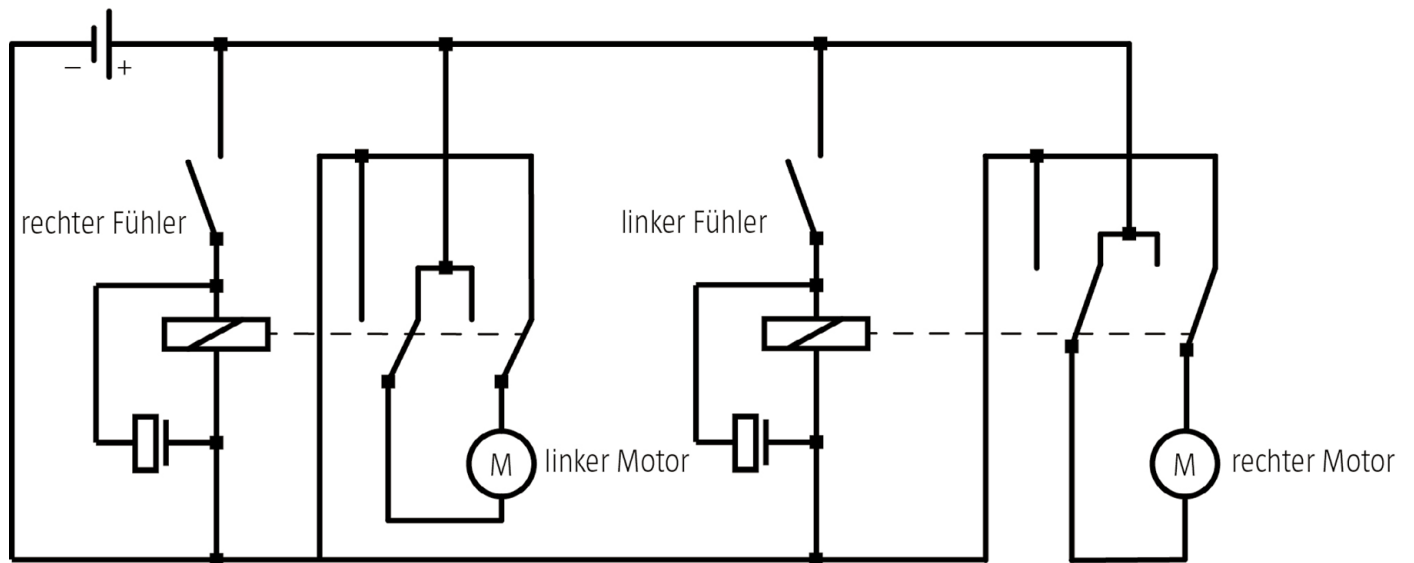 – +
rechter Fühler
linker Fühler
M linker Motor
M rechter Motor